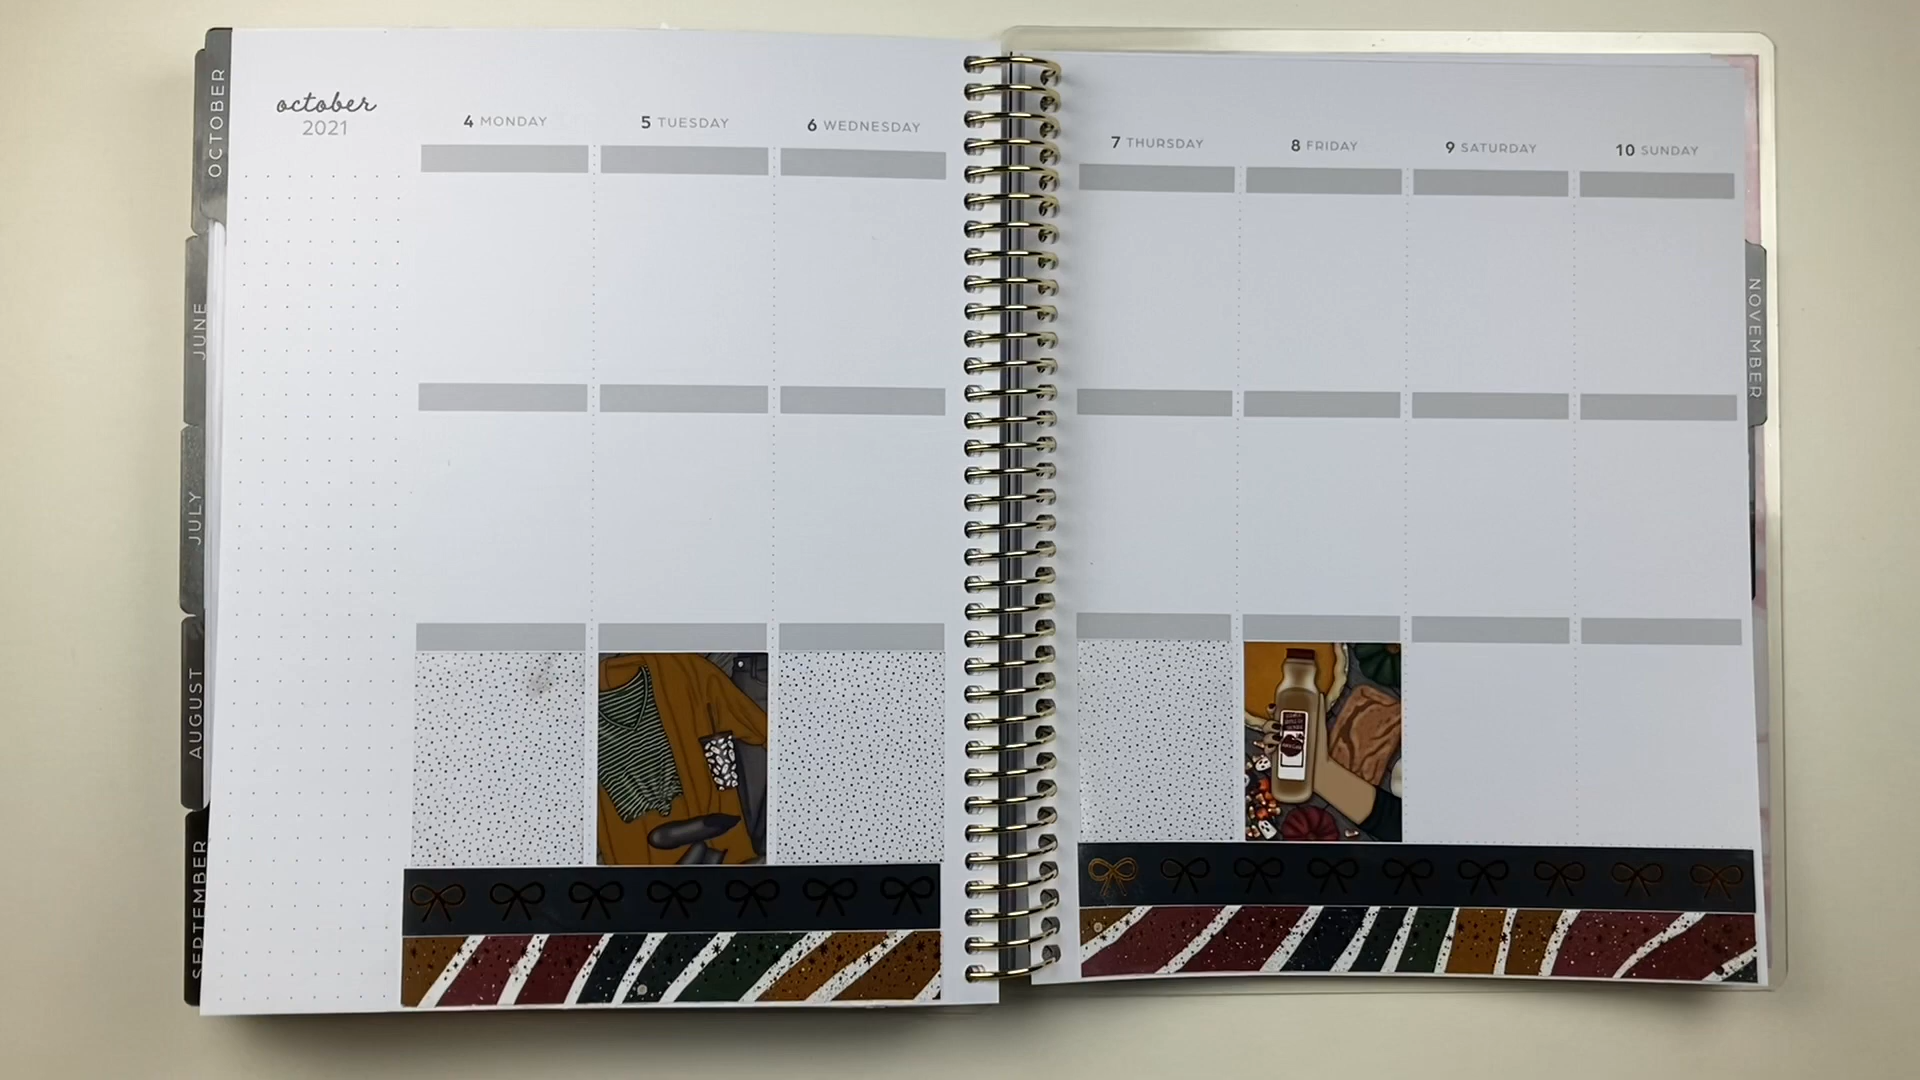 october
2021
4 MONDAY
5 TUESDAY
6 WEDNESDAY
7 THURSDAY
8 FRIDAY
9 SATURDAY
10 SUNDAY
OCTOBER
JUNE
JULY
AUGUST
SEPTEMBER
NOVEMBER